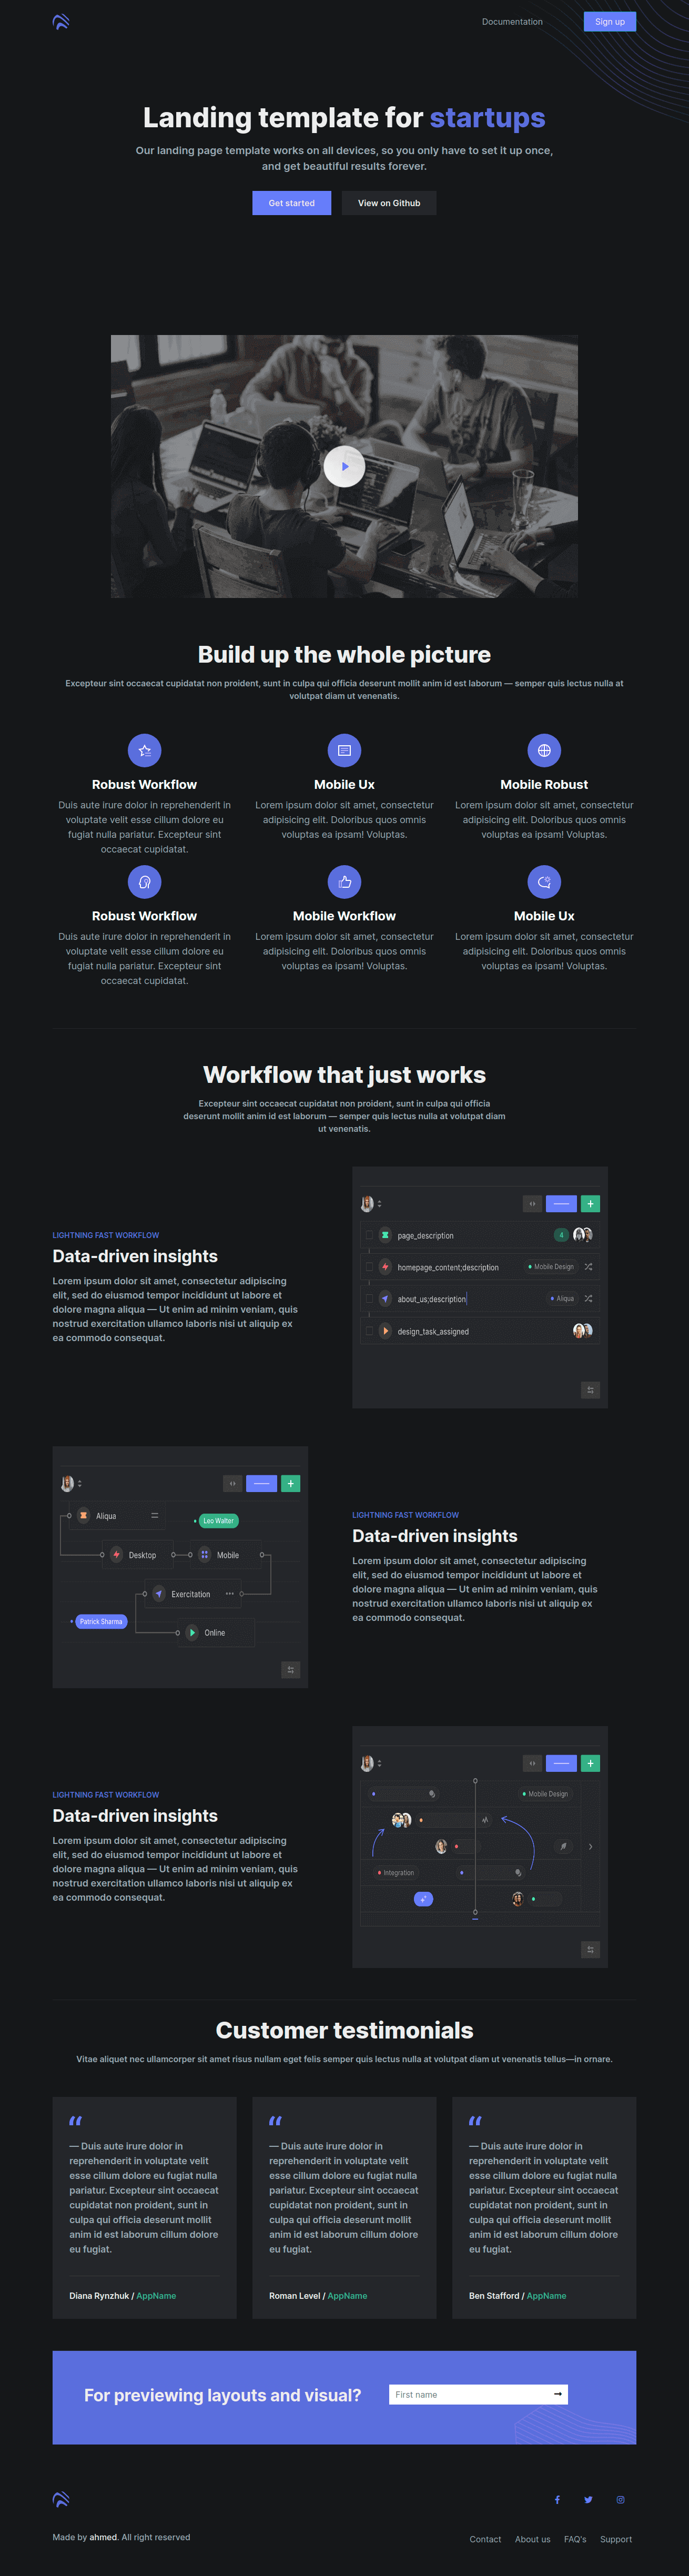 Documentation
Sign up
Landing template for startups
Our landing page template works on all devices, so you only have to set it up once,
and get beautiful results forever.
Get started
View on Github
Build up the whole picture
Excepteur sint occaecat cupidatat non proident, sunt in culpa qui officia deserunt mollit anim id est laborum — semper quis lectus nulla at
volutpat diam ut venenatis.
Robust Workflow
Duis aute irure dolor in reprehenderit in
voluptate velit esse cillum dolore eu
fugiat nulla pariatur. Excepteur sint
occaecat cupidatat.
Mobile Ux
Lorem ipsum dolor sit amet, consectetur
adipisicing elit. Doloribus quos omnis
voluptas ea ipsam! Voluptas.
Mobile Robust
Lorem ipsum dolor sit amet, consectetur
adipisicing elit. Doloribus quos omnis
voluptas ea ipsam! Voluptas.
Robust Workflow
Duis aute irure dolor in reprehenderit in
voluptate velit esse cillum dolore eu
fugiat nulla pariatur. Excepteur sint
occaecat cupidatat.
Mobile Workflow
Lorem ipsum dolor sit amet, consectetur
adipisicing elit. Doloribus quos omnis
voluptas ea ipsam! Voluptas.
Mobile Ux
Lorem ipsum dolor sit amet, consectetur
adipisicing elit. Doloribus quos omnis
voluptas ea ipsam! Voluptas.
Workflow that just works
Excepteur sint occaecat cupidatat non proident, sunt in culpa qui officia
deserunt mollit anim id est laborum — semper quis lectus nulla at volutpat diam
ut venenatis.
LIGHTNING FAST WORKFLOW
Data-driven insights
Lorem ipsum dolor sit amet, consectetur adipiscing
elit, sed do eiusmod tempor incididunt ut labore et
dolore magna aliqua — Ut enim ad minim veniam, quis
nostrud exercitation ullamco laboris nisi ut aliquip ex
ea commodo consequat.
page_description
4
homepage_content;description
Mobile Design
about_us;description
Aliqua
design_task_assigned
Aliqua
Leo Walter
Desktop
Mobile
Exercitation
Patrick Sharma
Online
LIGHTNING FAST WORKFLOW
Data-driven insights
Lorem ipsum dolor sit amet, consectetur adipiscing
elit, sed do eiusmod tempor incididunt ut labore et
dolore magna aliqua — Ut enim ad minim veniam, quis
nostrud exercitation ullamco laboris nisi ut aliquip ex
ea commodo consequat.
LIGHTNING FAST WORKFLOW
Data-driven insights
Lorem ipsum dolor sit amet, consectetur adipiscing
elit, sed do eiusmod tempor incididunt ut labore et
dolore magna aliqua — Ut enim ad minim veniam, quis
nostrud exercitation ullamco laboris nisi ut aliquip ex
ea commodo consequat.
Mobile Design
Integration
Customer testimonials
Vitae aliquet nec ullamcorper sit amet risus nullam eget felis semper quis lectus nulla at volutpat diam ut venenatis tellus—in ornare.
“
— Duis aute irure dolor in
reprehenderit in voluptate velit
esse cillum dolore eu fugiat nulla
pariatur. Excepteur sint occaecat
cupidatat non proident, sunt in
culpa qui officia deserunt mollit
anim id est laborum cillum dolore
eu fugiat.
Diana Rynzhuk / AppName
“
— Duis aute irure dolor in
reprehenderit in voluptate velit
esse cillum dolore eu fugiat nulla
pariatur. Excepteur sint occaecat
cupidatat non proident, sunt in
culpa qui officia deserunt mollit
anim id est laborum cillum dolore
eu fugiat.
Roman Level / AppName
“
— Duis aute irure dolor in
reprehenderit in voluptate velit
esse cillum dolore eu fugiat nulla
pariatur. Excepteur sint occaecat
cupidatat non proident, sunt in
culpa qui officia deserunt mollit
anim id est laborum cillum dolore
eu fugiat.
Ben Stafford / AppName
For previewing layouts and visual?
First name
Made by ahmed. All right reserved
Contact
About us
FAQ's
Support